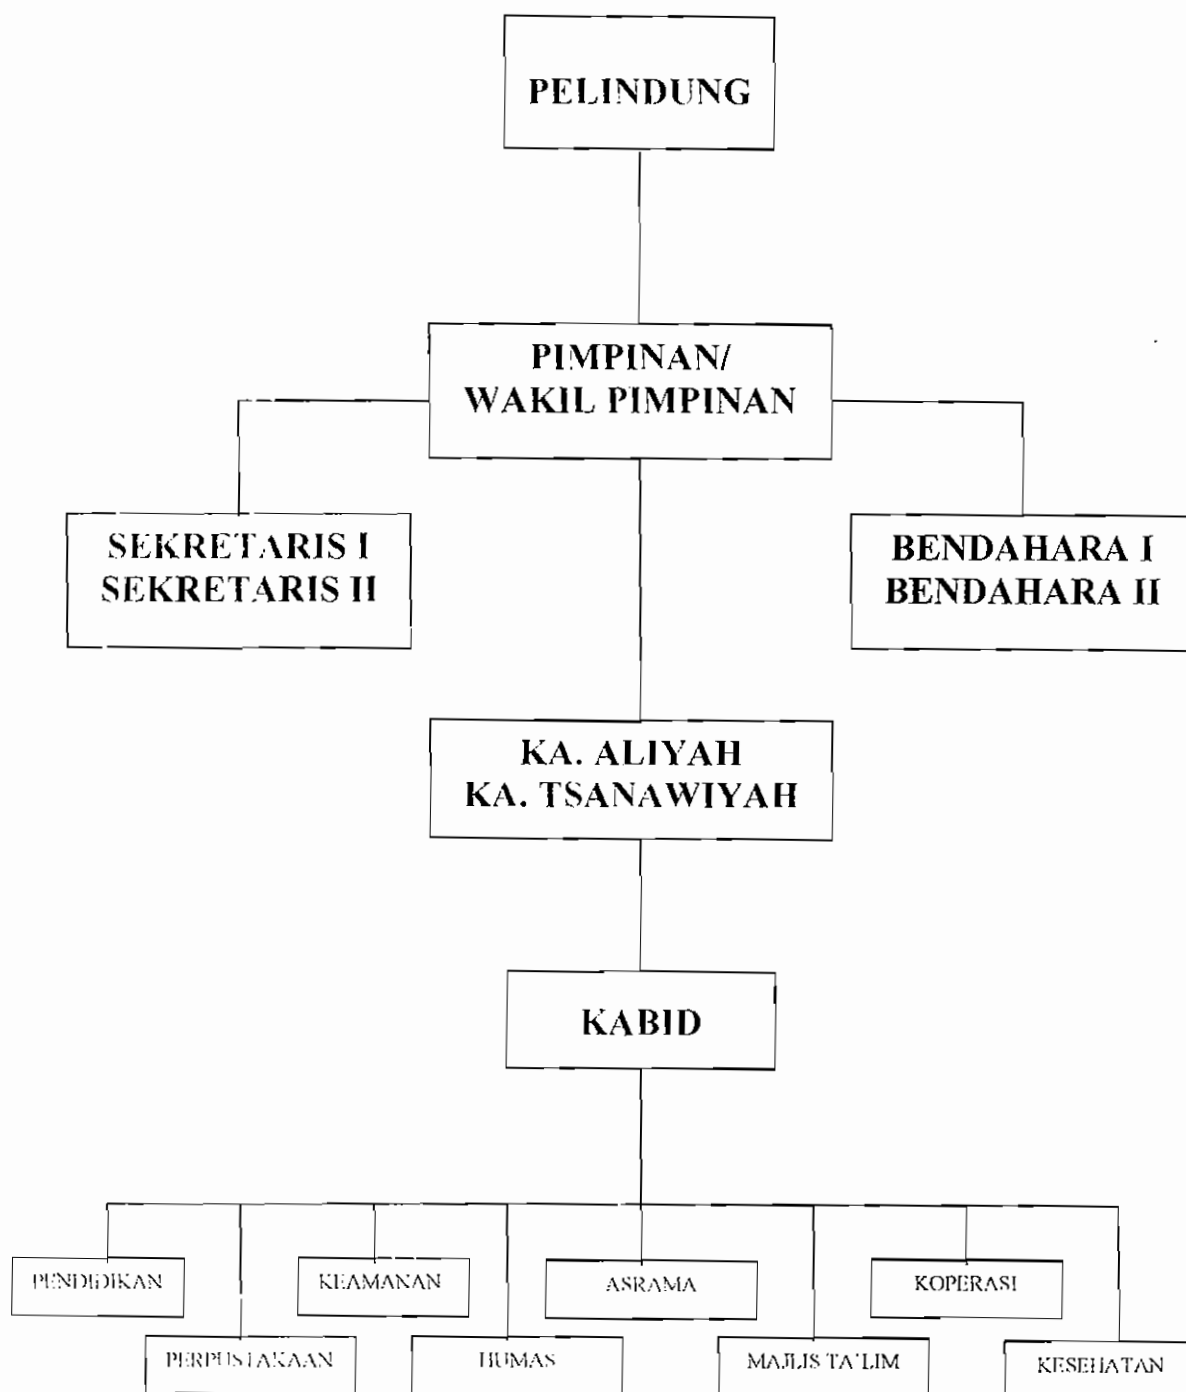 PELINDUNG
PIMPINAN/
WAKIL PIMPINAN
SEKRETARIS I
SEKRETARIS II
BENDAHARA I
BENDAHARA II
KA. ALIYAH
KA. TSANAWIYAH
KABID
PENDIDIKAN
KEAMANAN
ASRAMA
KOPERASI
PERPUSTAKAAN
HUMAS
MAJLIS TA'LIM
KESEHATAN